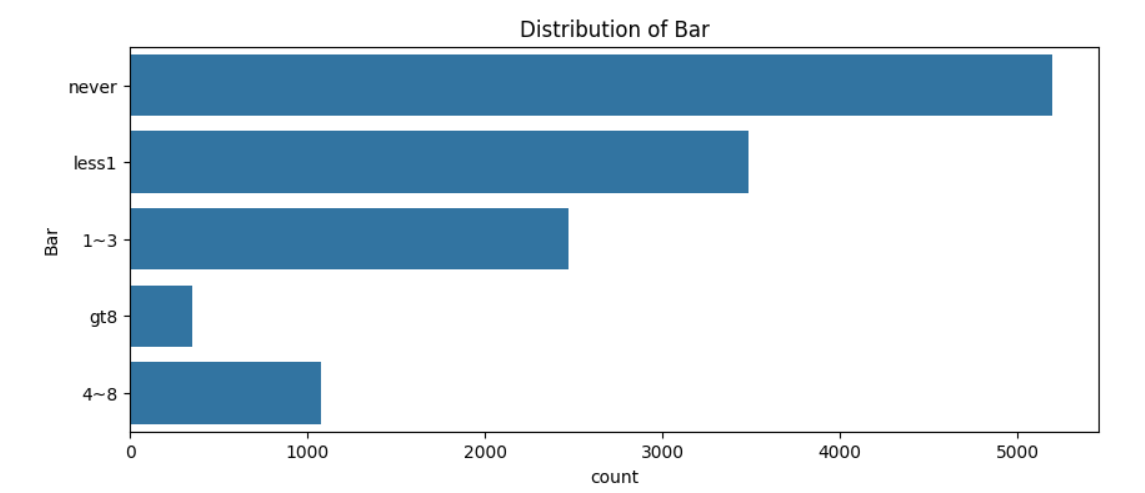 Distribution of Bar
never
less1
1~3
gt8
4~8
Bar
0 1000 2000 3000 4000 5000
count